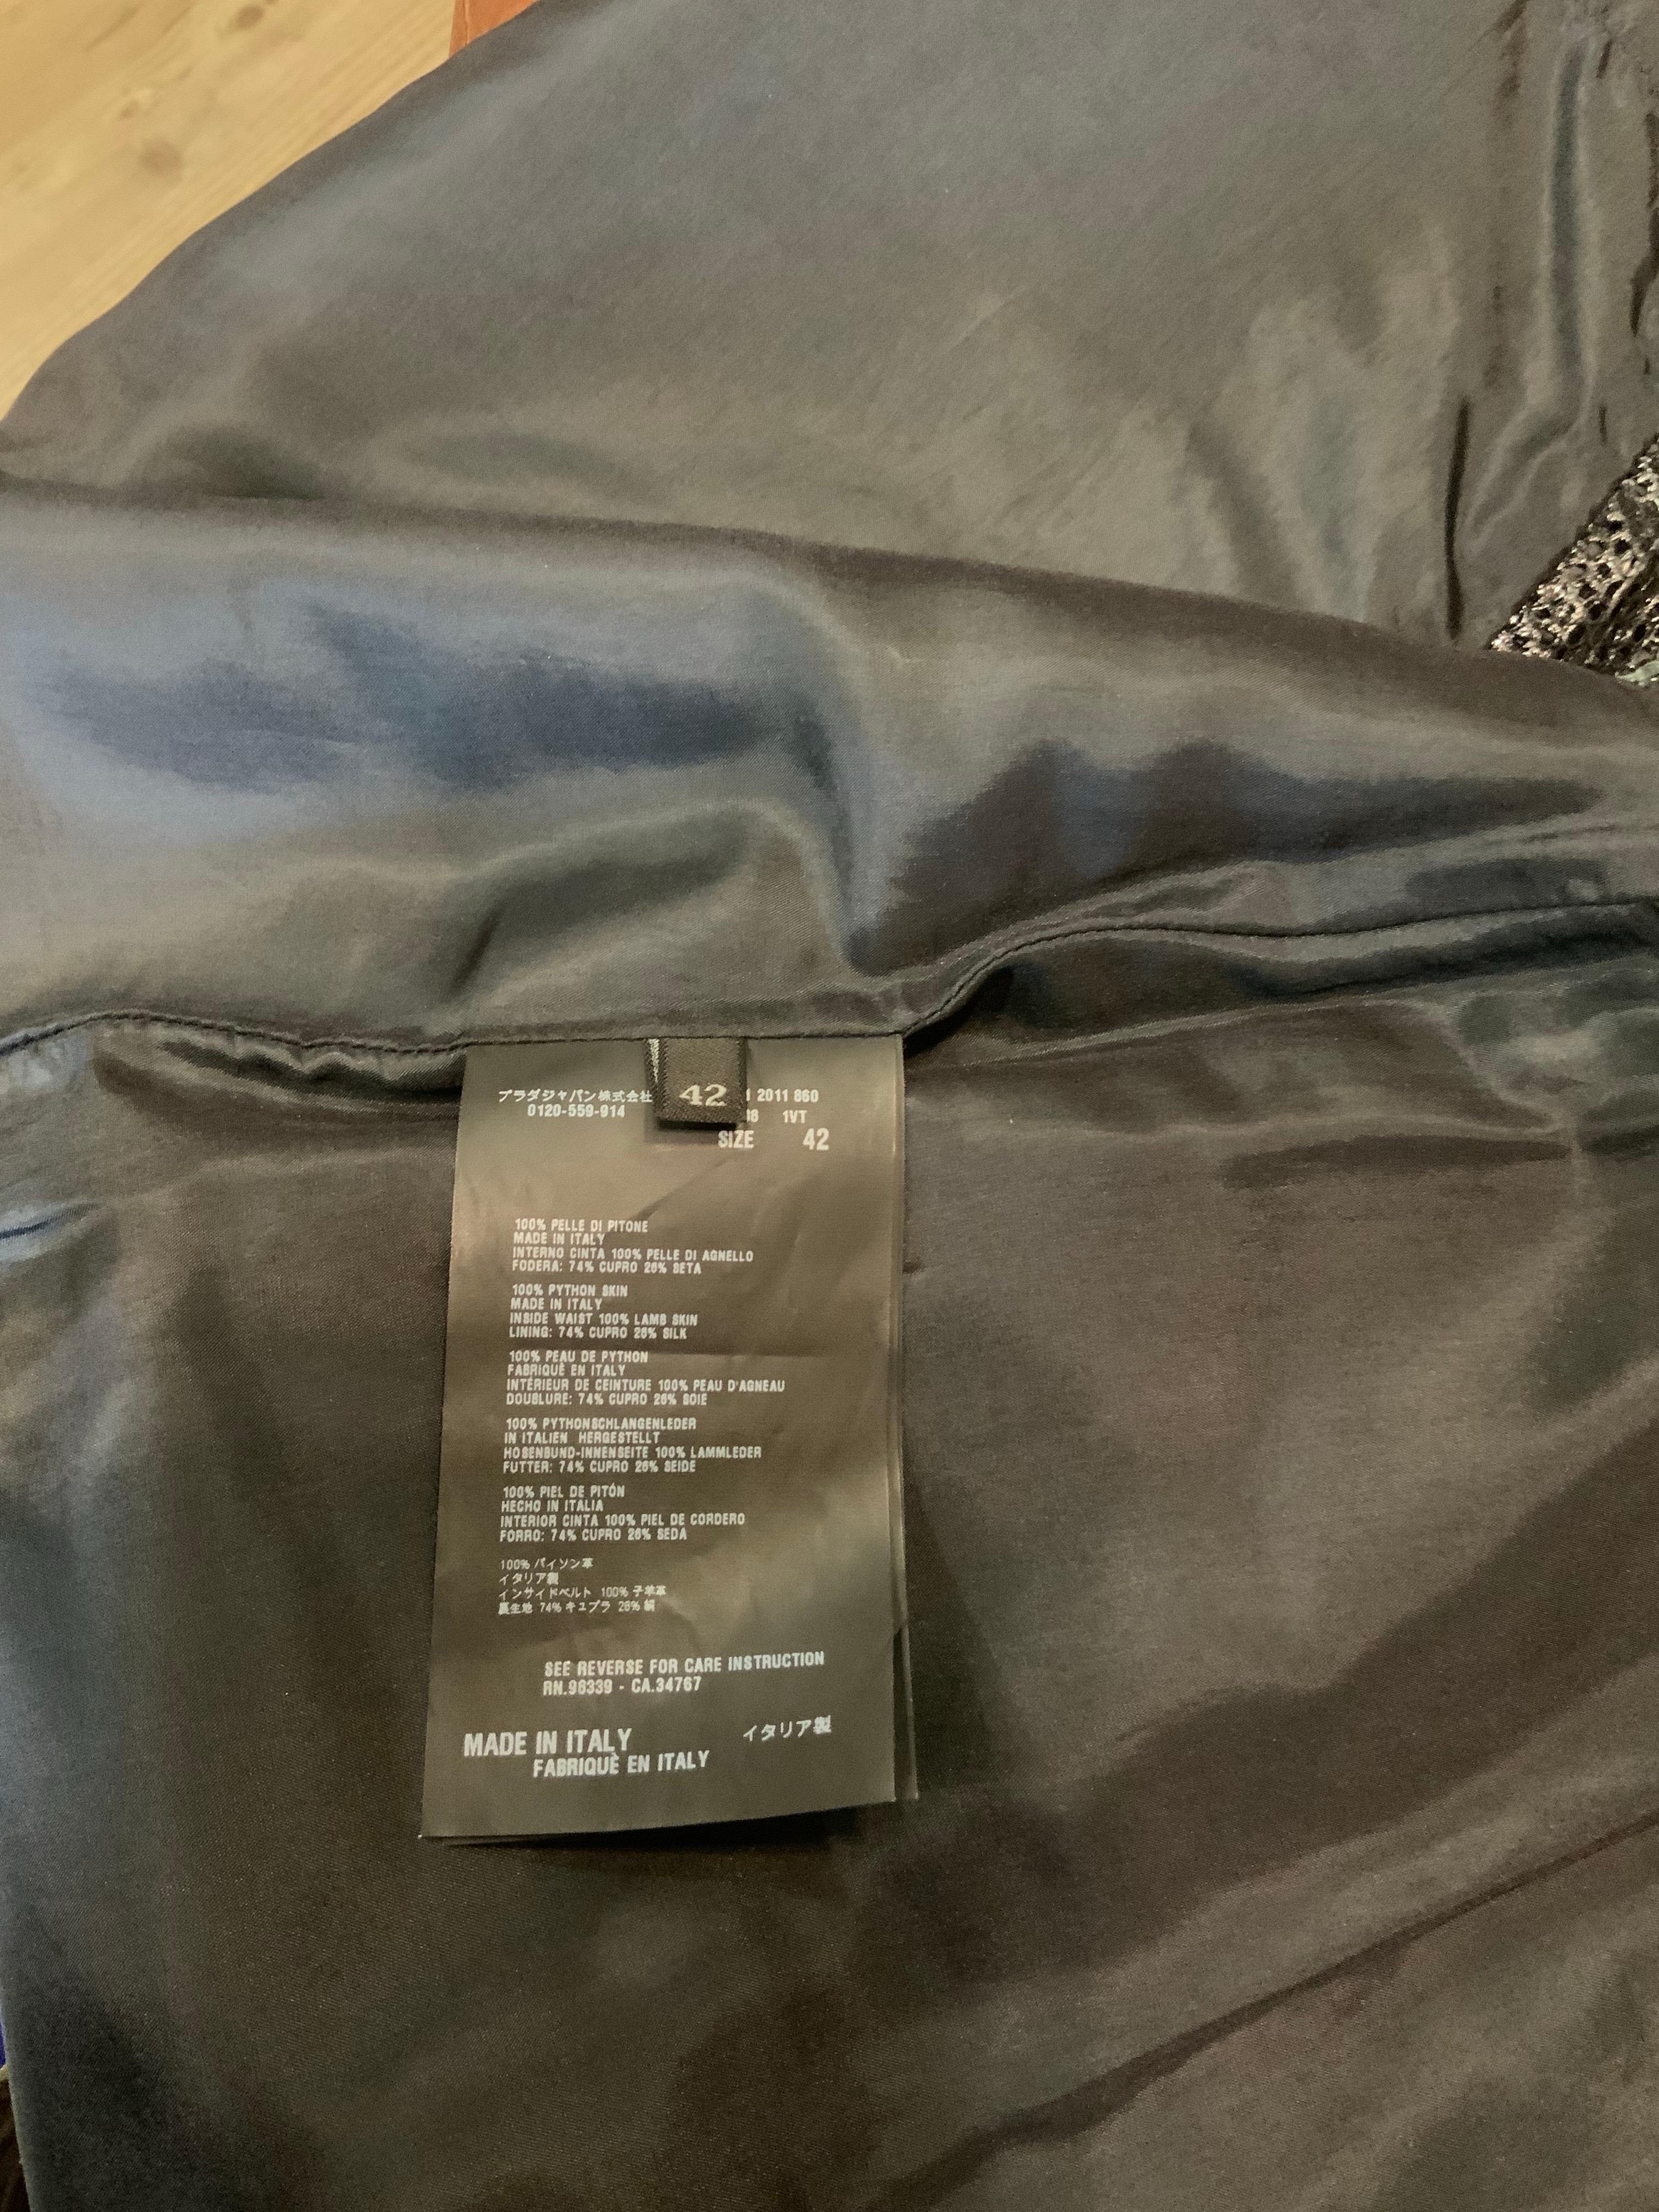 プラダジャパン株式会社
0120-559-914
42
2011 860
1VT
SIZE 42
100% PELLE DI PITONE
MADE IN ITALY
INTERNO CINTA 100% PELLE DI AGNELLO
FODERA: 74% CUPRO 26% SETA
100% PYTHON SKIN
MADE IN ITALY
INSIDE WAIST 100% LAMB SKIN
LINING: 74% CUPRO 26% SILK
100% PEAU DE PYTHON
FABRIQUÈ EN ITALY
INTÉRIEUR DE CEINTURE 100% PEAU D'AGNEAU
DOUBLURE: 74% CUPRO 26% SOIE
100% PYTHONSCHLANGENLEDER
IN ITALIEN HERGESTELLT
HOSENBUND-INNENSEITE 100% LAMMLEDER
FUTTER: 74% CUPRO 26% SEIDE
100% PIEL DE PITÓN
HECHO IN ITALIA
INTERIOR CINTA 100% PIEL DE CORDERO
FORRO: 74% CUPRO 26% SEDA
100% パイソン革
イタリア製
インサイドベルト 100% 子羊革
裏生地 74% キュプラ 26% 絹
SEE REVERSE FOR CARE INSTRUCTION
RN.96339 - CA.34767
MADE IN ITALY イタリア製
FABRIQUÈ EN ITALY